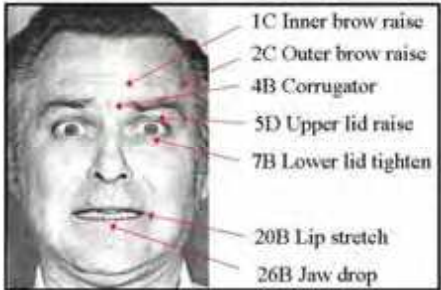 1C Inner brow raise
2C Outer brow raise
4B Corrugator
5D Upper lid raise
7B Lower lid tighten
20B Lip stretch
26B Jaw drop